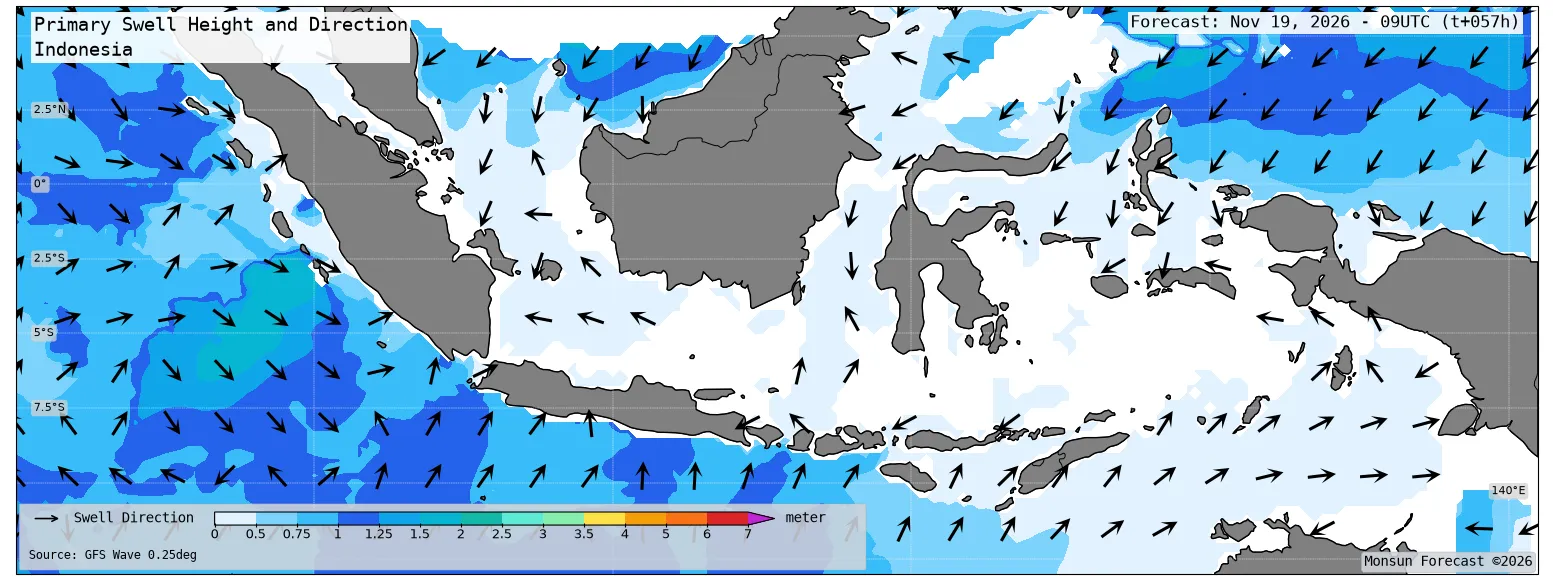 Primary Swell Height and Direction
Indonesia
Forecast: Nov 19, 2026 - 09UTC (t+057h)
2.5°N
0°
2.5°S
5°S
7.5°S
140°E
Swell Direction
0 0.5 0.75 1 1.25 1.5 2 2.5 3 3.5 4 5 6 7
meter
Source: GFS Wave 0.25deg
Monsun Forecast ©2026